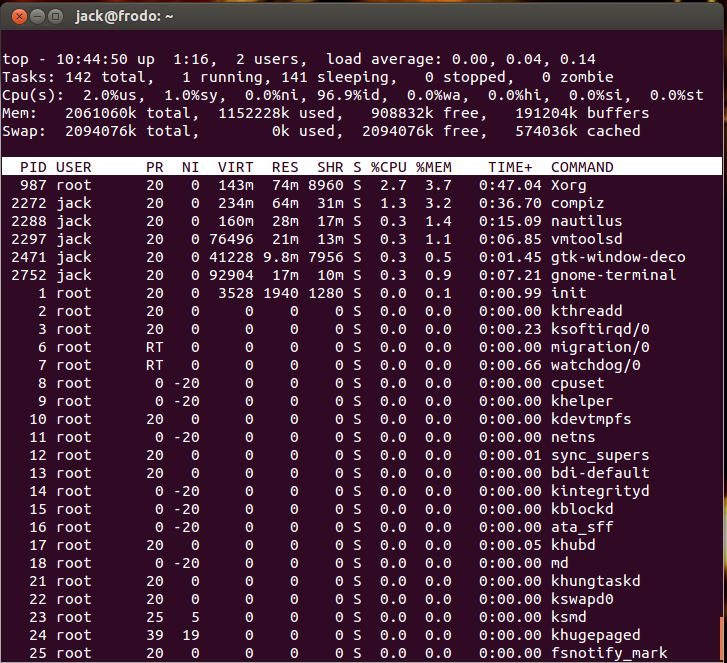 jack@frodo: ~
top - 10:44:50 up  1:16,  2 users,  load average: 0.00, 0.04, 0.14
Tasks: 142 total,   1 running, 141 sleeping,   0 stopped,   0 zombie
Cpu(s):  2.0%us,  1.0%sy,  0.0%ni, 96.9%id,  0.0%wa,  0.0%hi,  0.0%si,  0.0%st
Mem:   2061060k total,  1152228k used,   908832k free,   191204k buffers
Swap:  2094076k total,        0k used,  2094076k free,   574036k cached
  PID USER      PR  NI  VIRT  RES  SHR S %CPU %MEM    TIME+  COMMAND
  987 root      20   0  143m  74m 8960 S  2.7  3.7   0:47.04 Xorg
 2272 jack      20   0  234m  64m  31m S  1.3  3.2   0:36.70 compiz
 2288 jack      20   0  160m  28m  17m S  0.3  1.4   0:15.09 nautilus
 2297 jack      20   0 76496  21m  13m S  0.3  1.1   0:06.85 vmtoolsd
 2471 jack      20   0 41228 9.8m 7956 S  0.3  0.5   0:01.45 gtk-window-deco
 2752 jack      20   0 92904  17m  10m S  0.3  0.9   0:07.21 gnome-terminal
    1 root      20   0  3528 1940 1280 S  0.0  0.1   0:00.99 init
    2 root      20   0     0    0    0 S  0.0  0.0   0:00.00 kthreadd
    3 root      20   0     0    0    0 S  0.0  0.0   0:00.23 ksoftirqd/0
    6 root      RT   0     0    0    0 S  0.0  0.0   0:00.00 migration/0
    7 root      RT   0     0    0    0 S  0.0  0.0   0:00.66 watchdog/0
    8 root       0 -20     0    0    0 S  0.0  0.0   0:00.00 cpuset
    9 root       0 -20     0    0    0 S  0.0  0.0   0:00.00 khelper
   10 root      20   0     0    0    0 S  0.0  0.0   0:00.00 kdevtmpfs
   11 root       0 -20     0    0    0 S  0.0  0.0   0:00.00 netns
   12 root      20   0     0    0    0 S  0.0  0.0   0:00.01 sync_supers
   13 root      20   0     0    0    0 S  0.0  0.0   0:00.00 bdi-default
   14 root       0 -20     0    0    0 S  0.0  0.0   0:00.00 kintegrityd
   15 root       0 -20     0    0    0 S  0.0  0.0   0:00.00 kblockd
   16 root       0 -20     0    0    0 S  0.0  0.0   0:00.00 ata_sff
   17 root      20   0     0    0    0 S  0.0  0.0   0:00.05 khubd
   18 root       0 -20     0    0    0 S  0.0  0.0   0:00.00 md
   21 root      20   0     0    0    0 S  0.0  0.0   0:00.00 khungtaskd
   22 root      20   0     0    0    0 S  0.0  0.0   0:00.00 kswapd0
   23 root      25   5     0    0    0 S  0.0  0.0   0:00.00 ksmd
   24 root      39  19     0    0    0 S  0.0  0.0   0:00.00 khugepaged
   25 root      20   0     0    0    0 S  0.0  0.0   0:00.00 fsnotify_mark